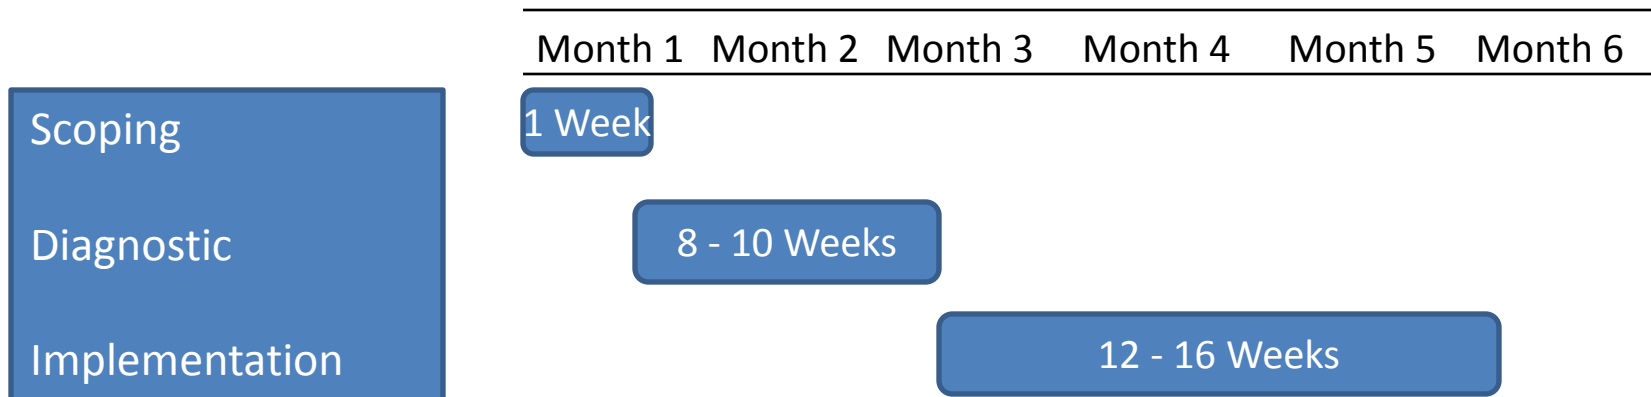 Month 1 Month 2 Month 3 Month 4 Month 5 Month 6
Scoping 1 Week
Diagnostic 8 - 10 Weeks
Implementation 12 - 16 Weeks